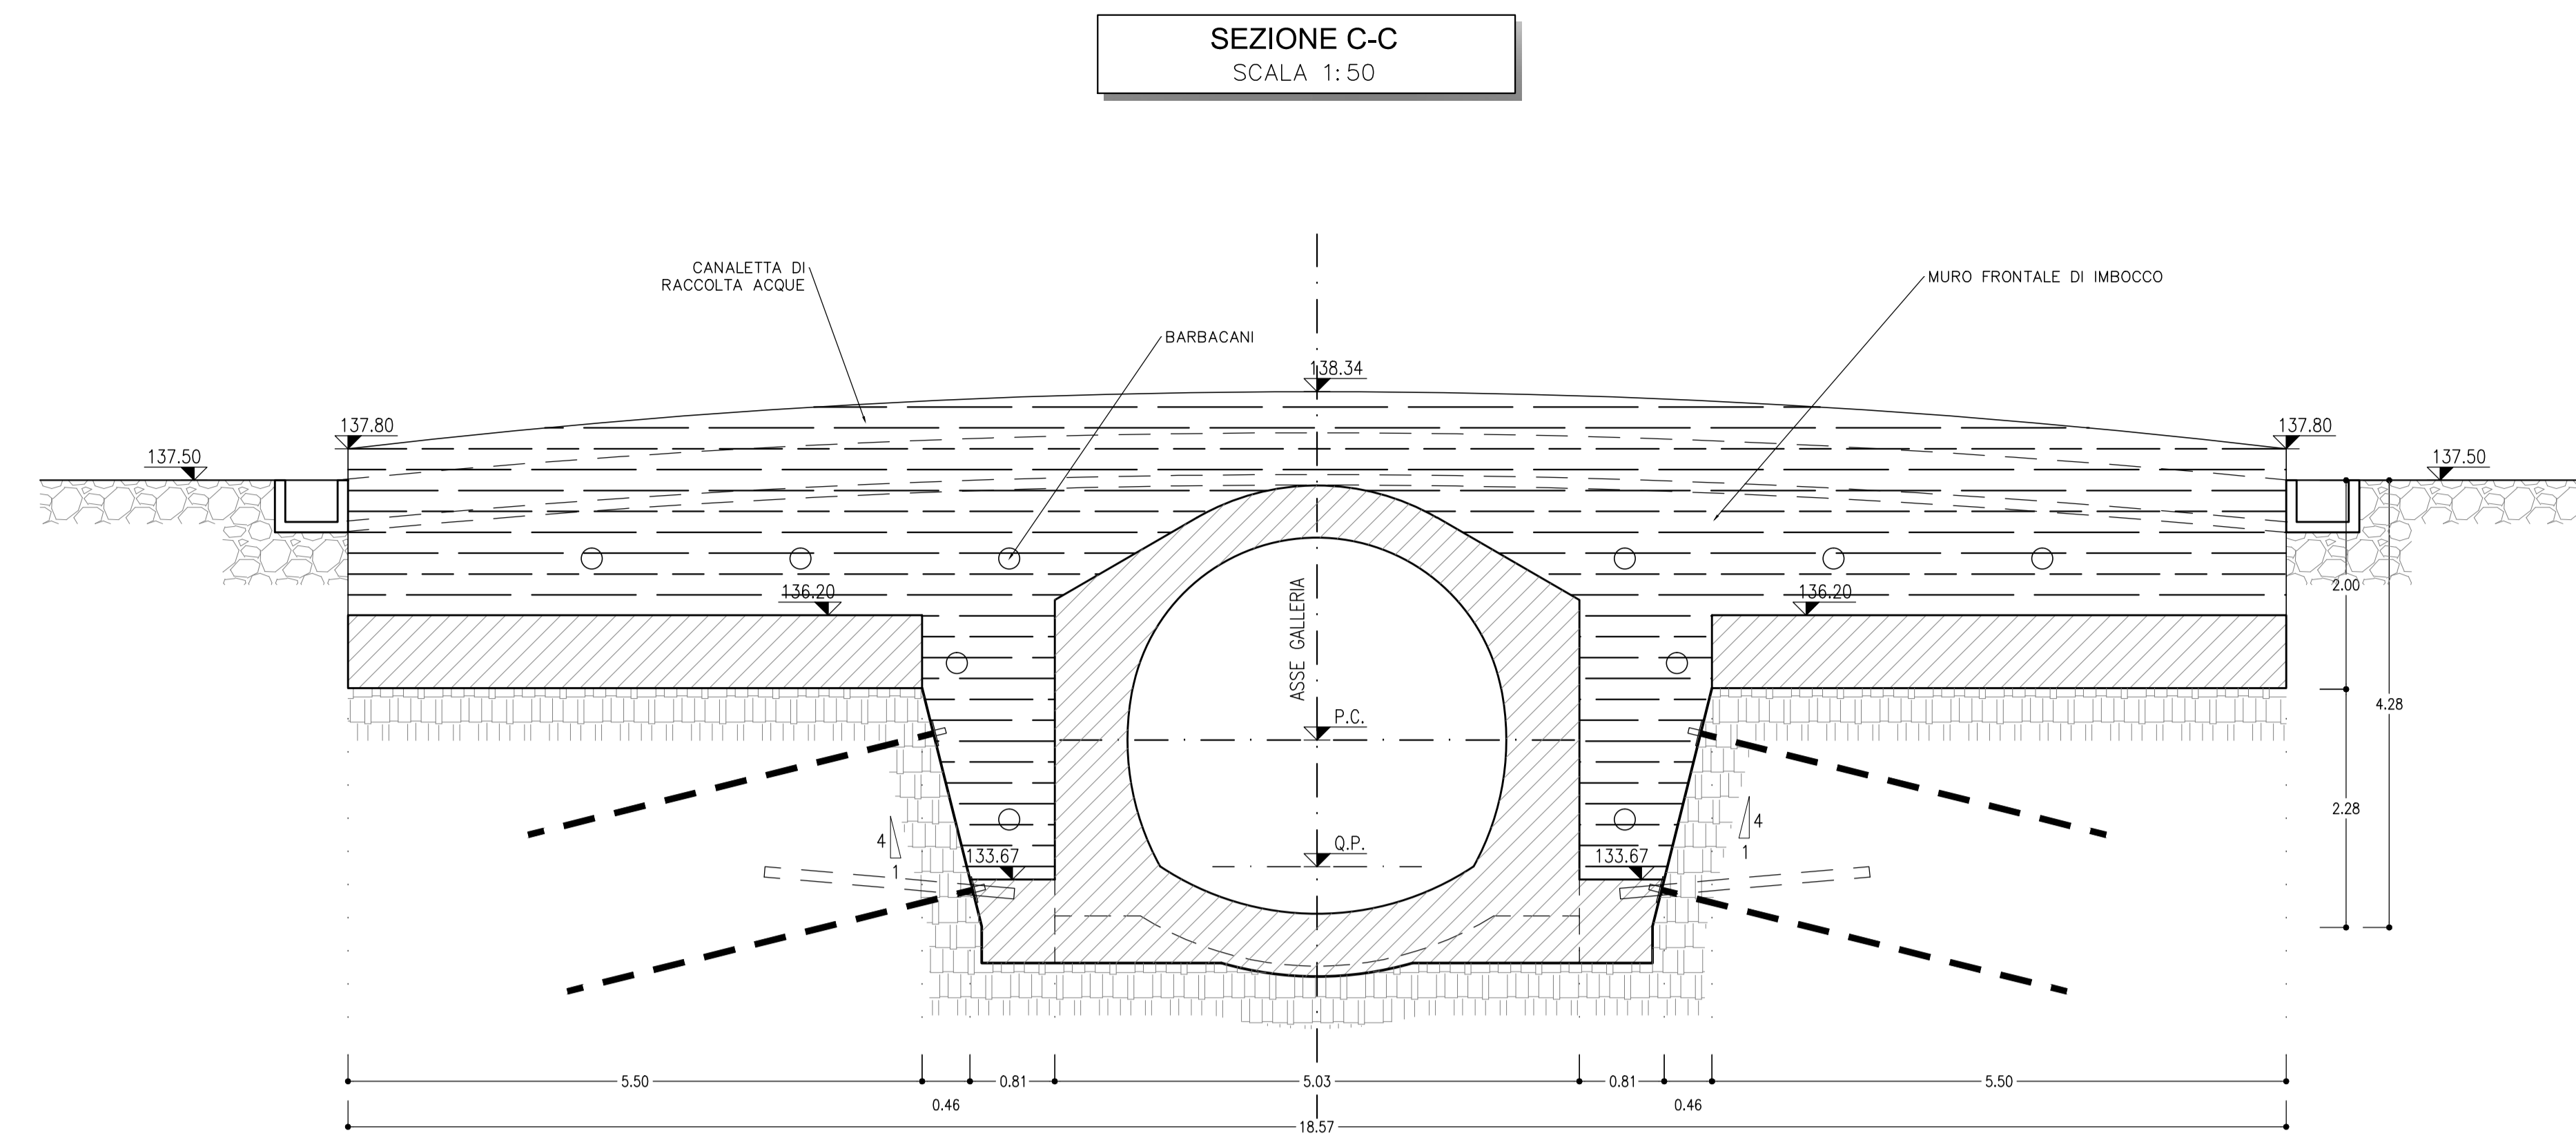 SEZIONE C-C
SCALA 1:50
CANALETTA DI
RACCOLTA ACQUE
MURO FRONTALE DI IMBOCCO
BARBACANI
138.34
137.80
137.80
137.50
137.50
136.20
136.20
2.00
ASSE GALLERIA
4.28
P.C.
2.28
4
1
4
1
Q.P.
133.67
133.67
5.50
0.81
5.03
0.81
5.50
0.46
0.46
18.57